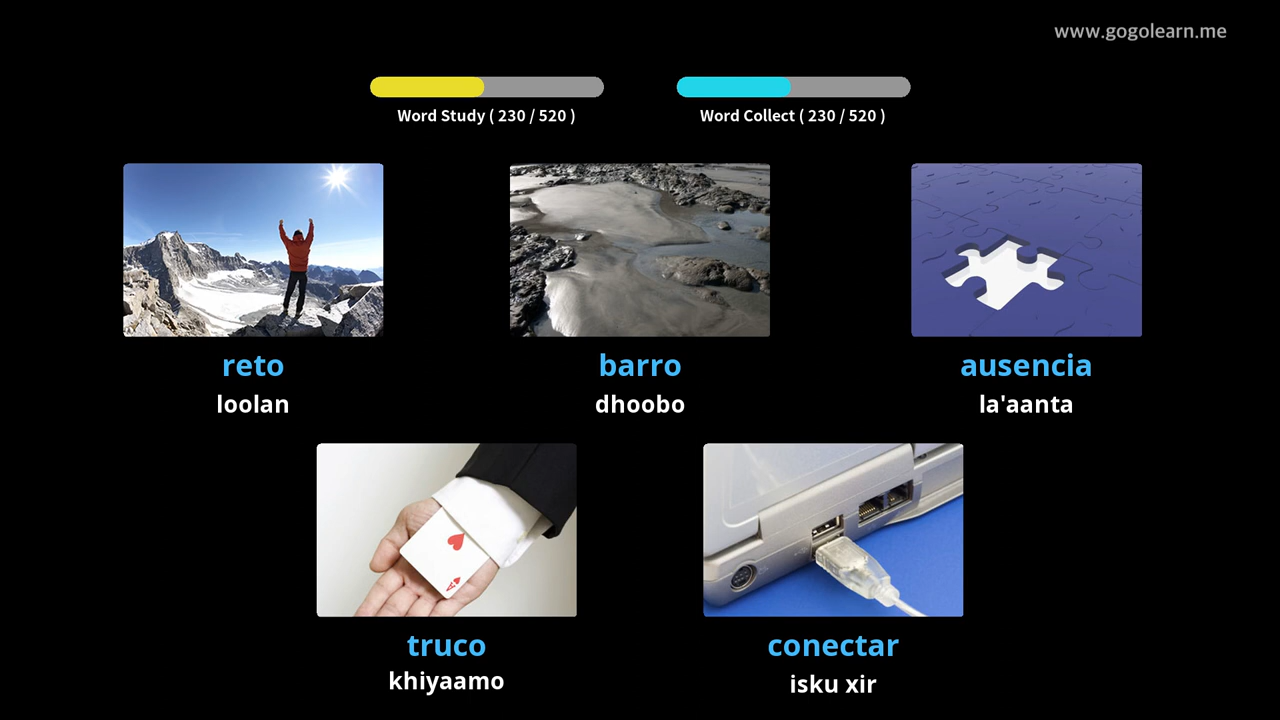 www.gogolearn.me
Word Study ( 230 / 520 )
Word Collect ( 230 / 520 )
reto
loolan
barro
dhoobo
ausencia
la'aanta
truco
khiyaamo
conectar
isku xir